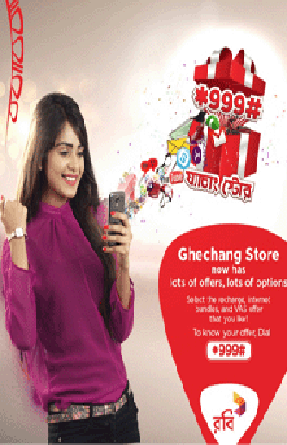 *999#
ঘ্যাচাং স্টোর
Ghechang Store
now has
lots of offers, lots of options
Select the recharge, internet
bundles, and VAS offer
that you like!
To know your offer, Dial
*999#
রবি